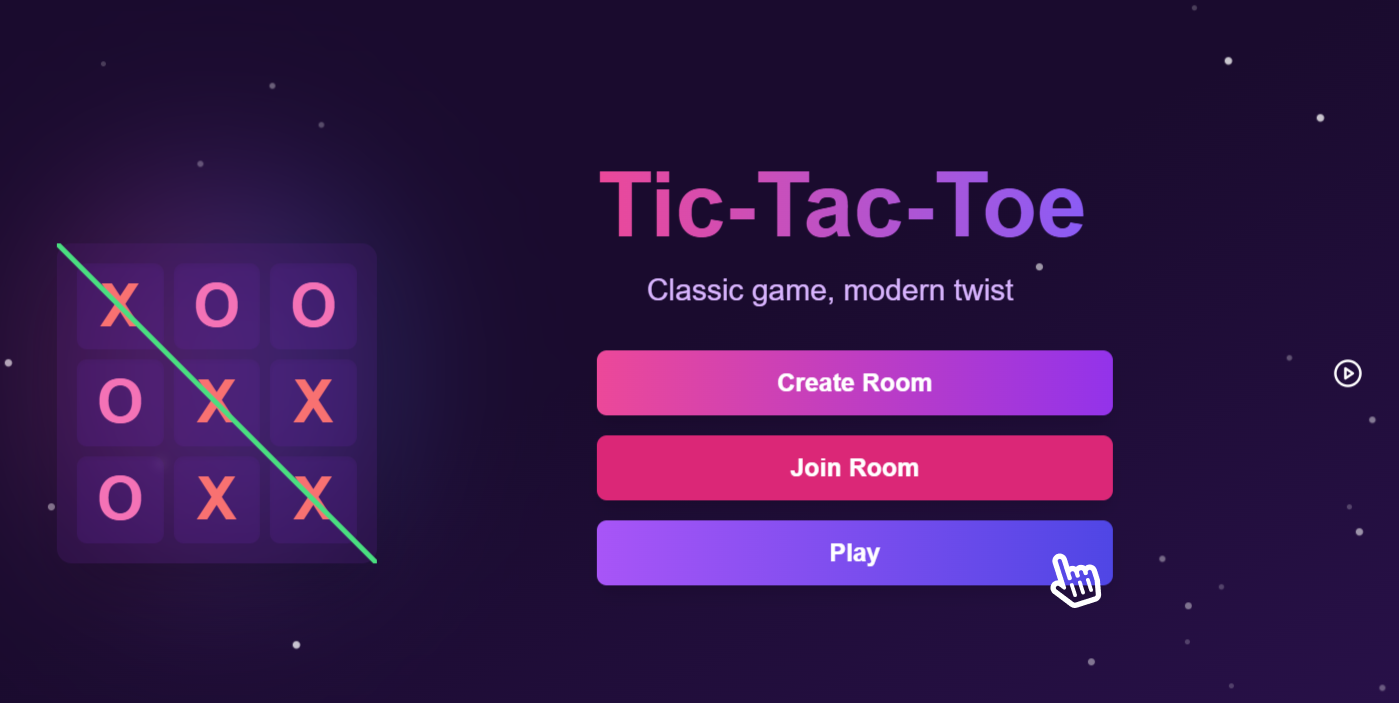 Tic-Tac-Toe
Classic game, modern twist
X O O
O X X
O X X
Create Room
Join Room
Play